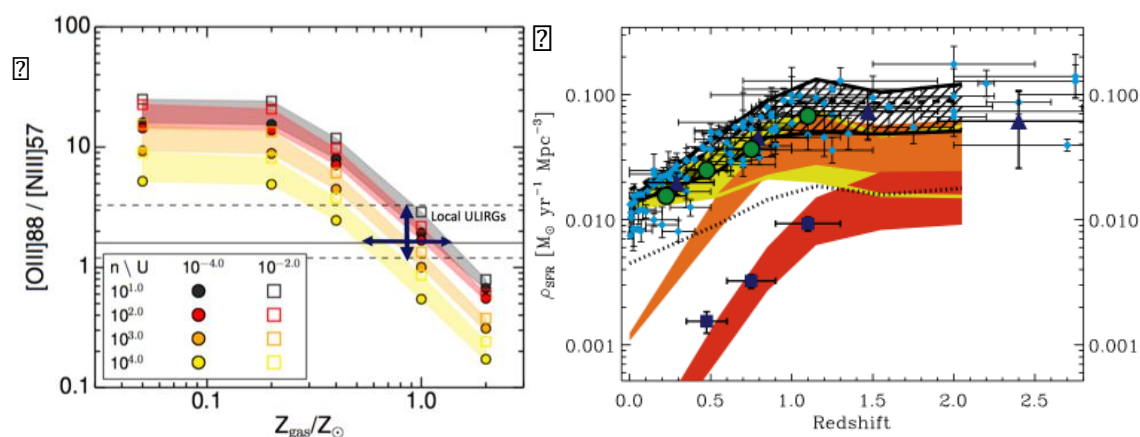 [OIII]88 / [NIII]57
100
10
1
0.1
Local ULIRGs
n \ U 10^-4.0 10^-2.0
10^1.0
10^2.0
10^3.0
10^4.0
0.1 1.0
Z_gas/Z_⊙
ρ_SFR [M_⊙ yr^-1 Mpc^-3]
0.100 0.100
0.010 0.010
0.001 0.001
0.0 0.5 1.0 1.5 2.0 2.5
Redshift